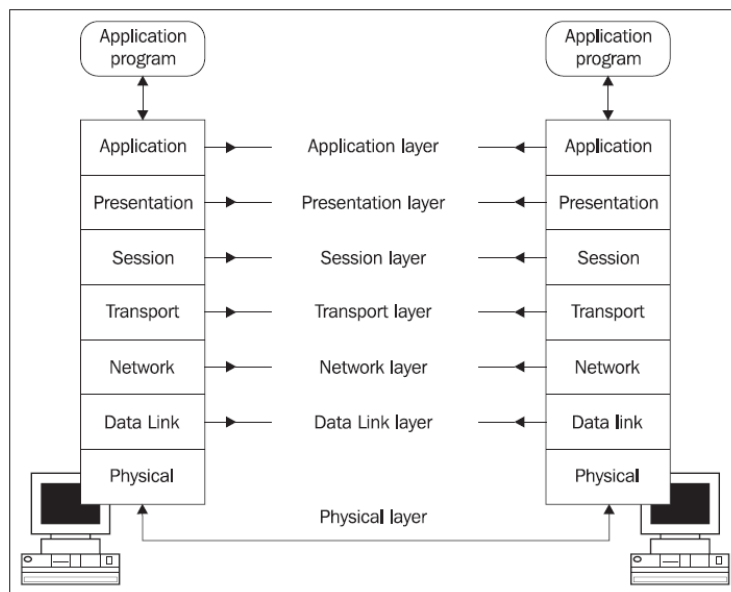 Application
program
Application
program
Application
Application layer
Application
Presentation
Presentation layer
Presentation
Session
Session layer
Session
Transport
Transport layer
Transport
Network
Network layer
Network
Data Link
Data Link layer
Data link
Physical
Physical
Physical layer